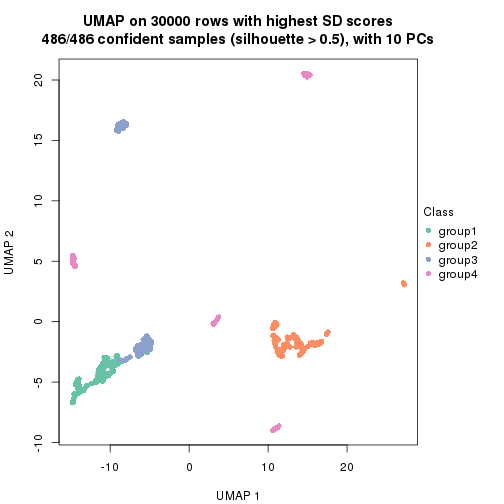 UMAP on 30000 rows with highest SD scores
486/486 confident samples (silhouette > 0.5), with 10 PCs
20
15
10
5
0
-5
-10
UMAP 2
-10
0
10
20
UMAP 1
Class
group1
group2
group3
group4